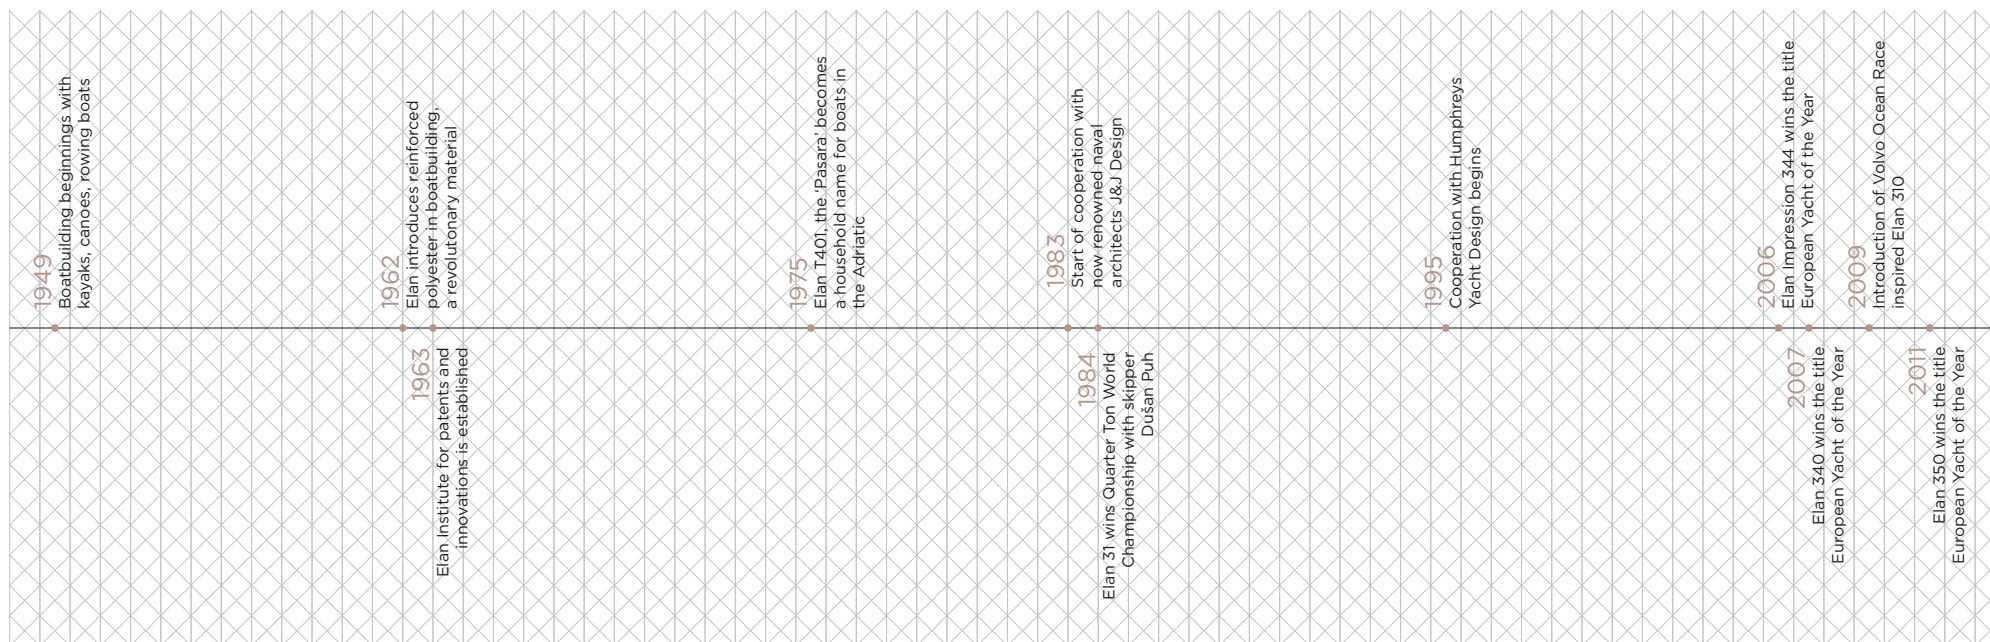 1949
Boatbuilding beginnings with
kayaks, canoes, rowing boats
1962
Elan introduces reinforced
polyester in boatbuilding,
a revolutonary material
1963
Elan Institute for patents and
innovations is established
1975
Elan T401, the ‘Pasara’ becomes
a household name for boats in
the Adriatic
1983
Start of cooperation with
now renowned naval
architects J&J Design
1984
Elan 31 wins Quarter Ton World
Championship with skipper
Dušan Puh
1995
Cooperation with Humphreys
Yacht Design begins
2006
Elan Impression 344 wins the title
European Yacht of the Year
2007
Elan 340 wins the title
European Yacht of the Year
2009
Introduction of Volvo Ocean Race
inspired Elan 310
2011
Elan 350 wins the title
European Yacht of the Year